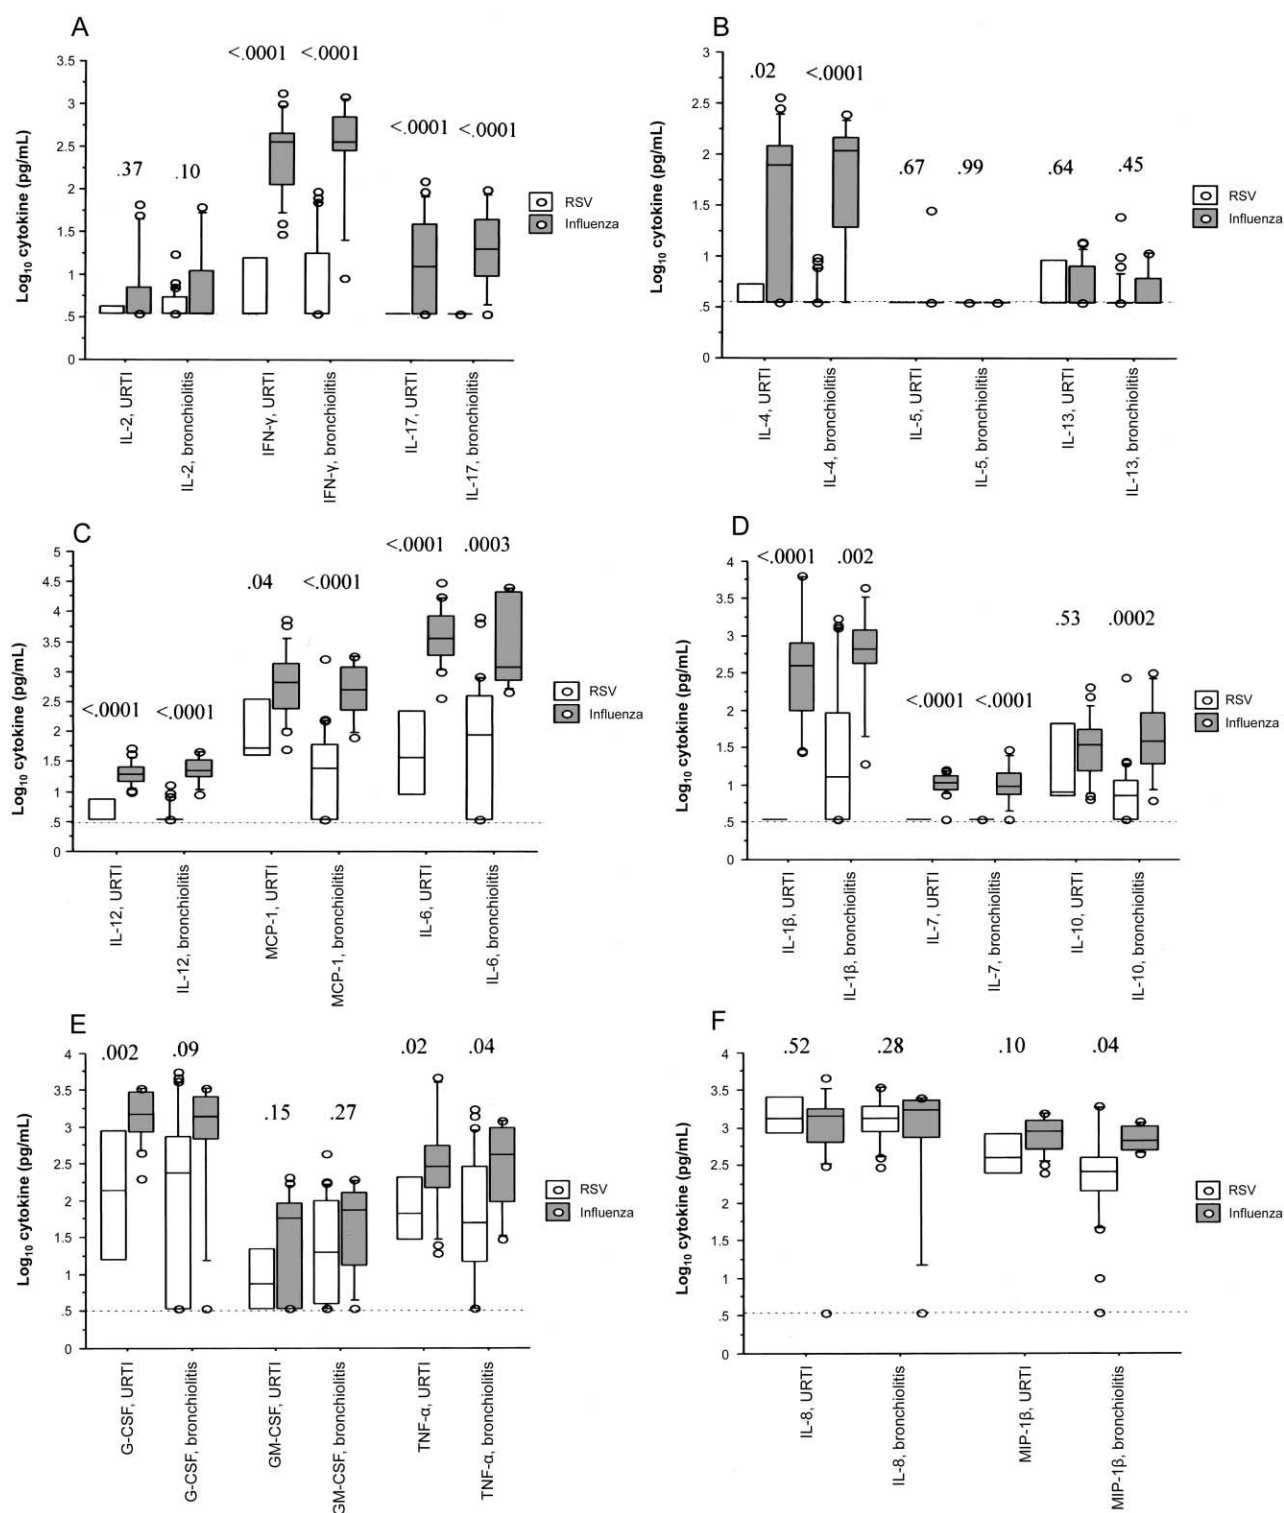 A
<.0001 <.0001
<.0001 <.0001
.37 .10
Log10 cytokine (pg/mL)
3.5
3
2.5
2
1.5
1
.5
0
RSV
Influenza
IL-2, URTI
IL-2, bronchiolitis
IFN-γ, URTI
IFN-γ, bronchiolitis
IL-17, URTI
IL-17, bronchiolitis
B
.02 <.0001
.67 .99 .64 .45
Log10 cytokine (pg/mL)
3
2.5
2
1.5
1
.5
0
RSV
Influenza
IL-4, URTI
IL-4, bronchiolitis
IL-5, URTI
IL-5, bronchiolitis
IL-13, URTI
IL-13, bronchiolitis
C
<.0001 .0003
.04 <.0001
<.0001 <.0001
Log10 cytokine (pg/mL)
5
4.5
4
3.5
3
2.5
2
1.5
1
.5
0
RSV
Influenza
IL-12, URTI
IL-12, bronchiolitis
MCP-1, URTI
MCP-1, bronchiolitis
IL-6, URTI
IL-6, bronchiolitis
D
<.0001 .002
.53 .0002
<.0001 <.0001
Log10 cytokine (pg/mL)
4
3.5
3
2.5
2
1.5
1
.5
0
RSV
Influenza
IL-1β, URTI
IL-1β, bronchiolitis
IL-7, URTI
IL-7, bronchiolitis
IL-10, URTI
IL-10, bronchiolitis
E
.002 .09 .02 .04
.15 .27
Log10 cytokine (pg/mL)
4
3.5
3
2.5
2
1.5
1
.5
0
RSV
Influenza
G-CSF, URTI
G-CSF, bronchiolitis
GM-CSF, URTI
GM-CSF, bronchiolitis
TNF-α, URTI
TNF-α, bronchiolitis
F
.52 .28 .10 .04
Log10 cytokine (pg/mL)
4
3.5
3
2.5
2
1.5
1
.5
0
RSV
Influenza
IL-8, URTI
IL-8, bronchiolitis
MIP-1β, URTI
MIP-1β, bronchiolitis